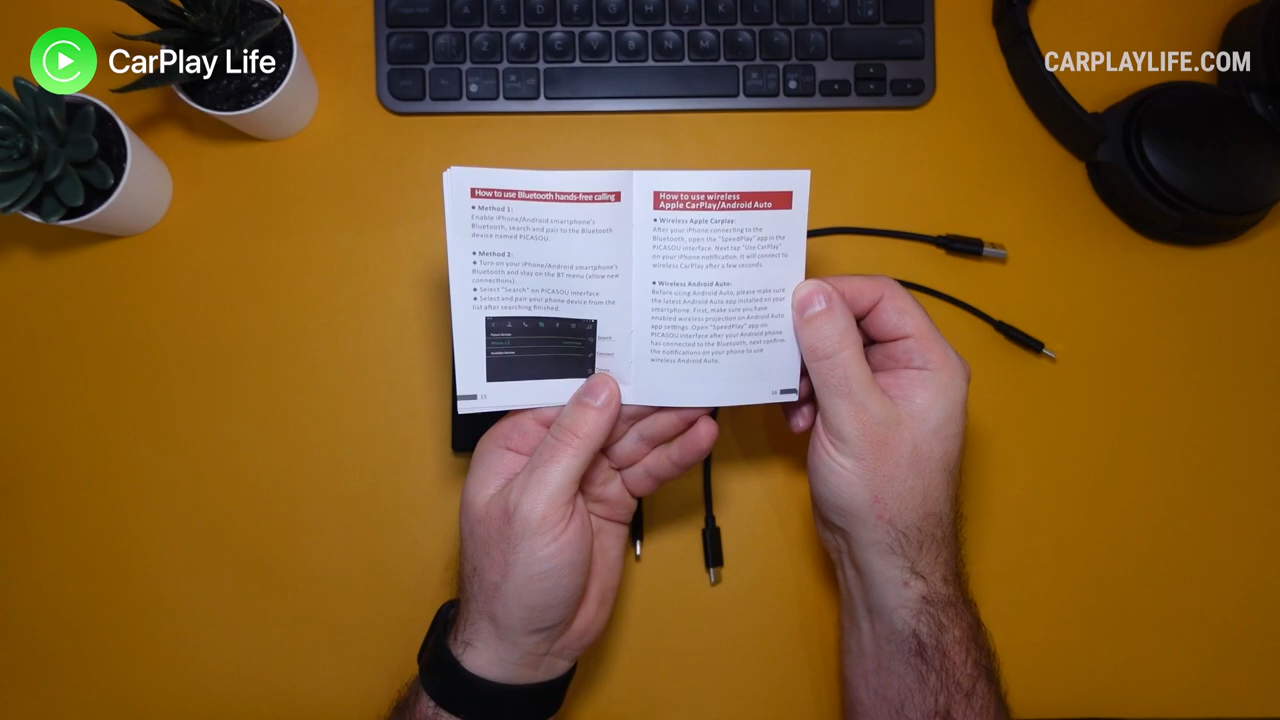 CarPlay Life
CARPLAYLIFE.COM
A S D F G H J K L
Z X C V B N M
How to use Bluetooth hands-free calling
● Method 1:
Enable iPhone/Android smartphone's
Bluetooth, search and pair to the Bluetooth
device named PICASOU.
● Method 2:
◆ Turn on your iPhone/Android smartphone's
Bluetooth and stay on the BT menu (allow new
connections).
◆ Select "Search" on PICASOU interface.
◆ Select and pair your phone device from the
list after searching finished.
Search
Connect
Delete
15
How to use wireless
Apple CarPlay/Android Auto
● Wireless Apple Carplay:
After your iPhone connecting to the
Bluetooth, open the "SpeedPlay" app in the
PICASOU interface. Next tap "Use CarPlay"
on your iPhone notification. It will connect to
wireless CarPlay after a few seconds.
● Wireless Android Auto:
Before using Android Auto, please make sure
the latest Android Auto app installed on your
smartphone. First, make sure you have
enabled wireless projection on Android Auto
app settings. Open "SpeedPlay" app on
PICASOU interface after your Android phone
has connected to the Bluetooth, next confirm
the notifications on your phone to use
wireless Android Auto.
16